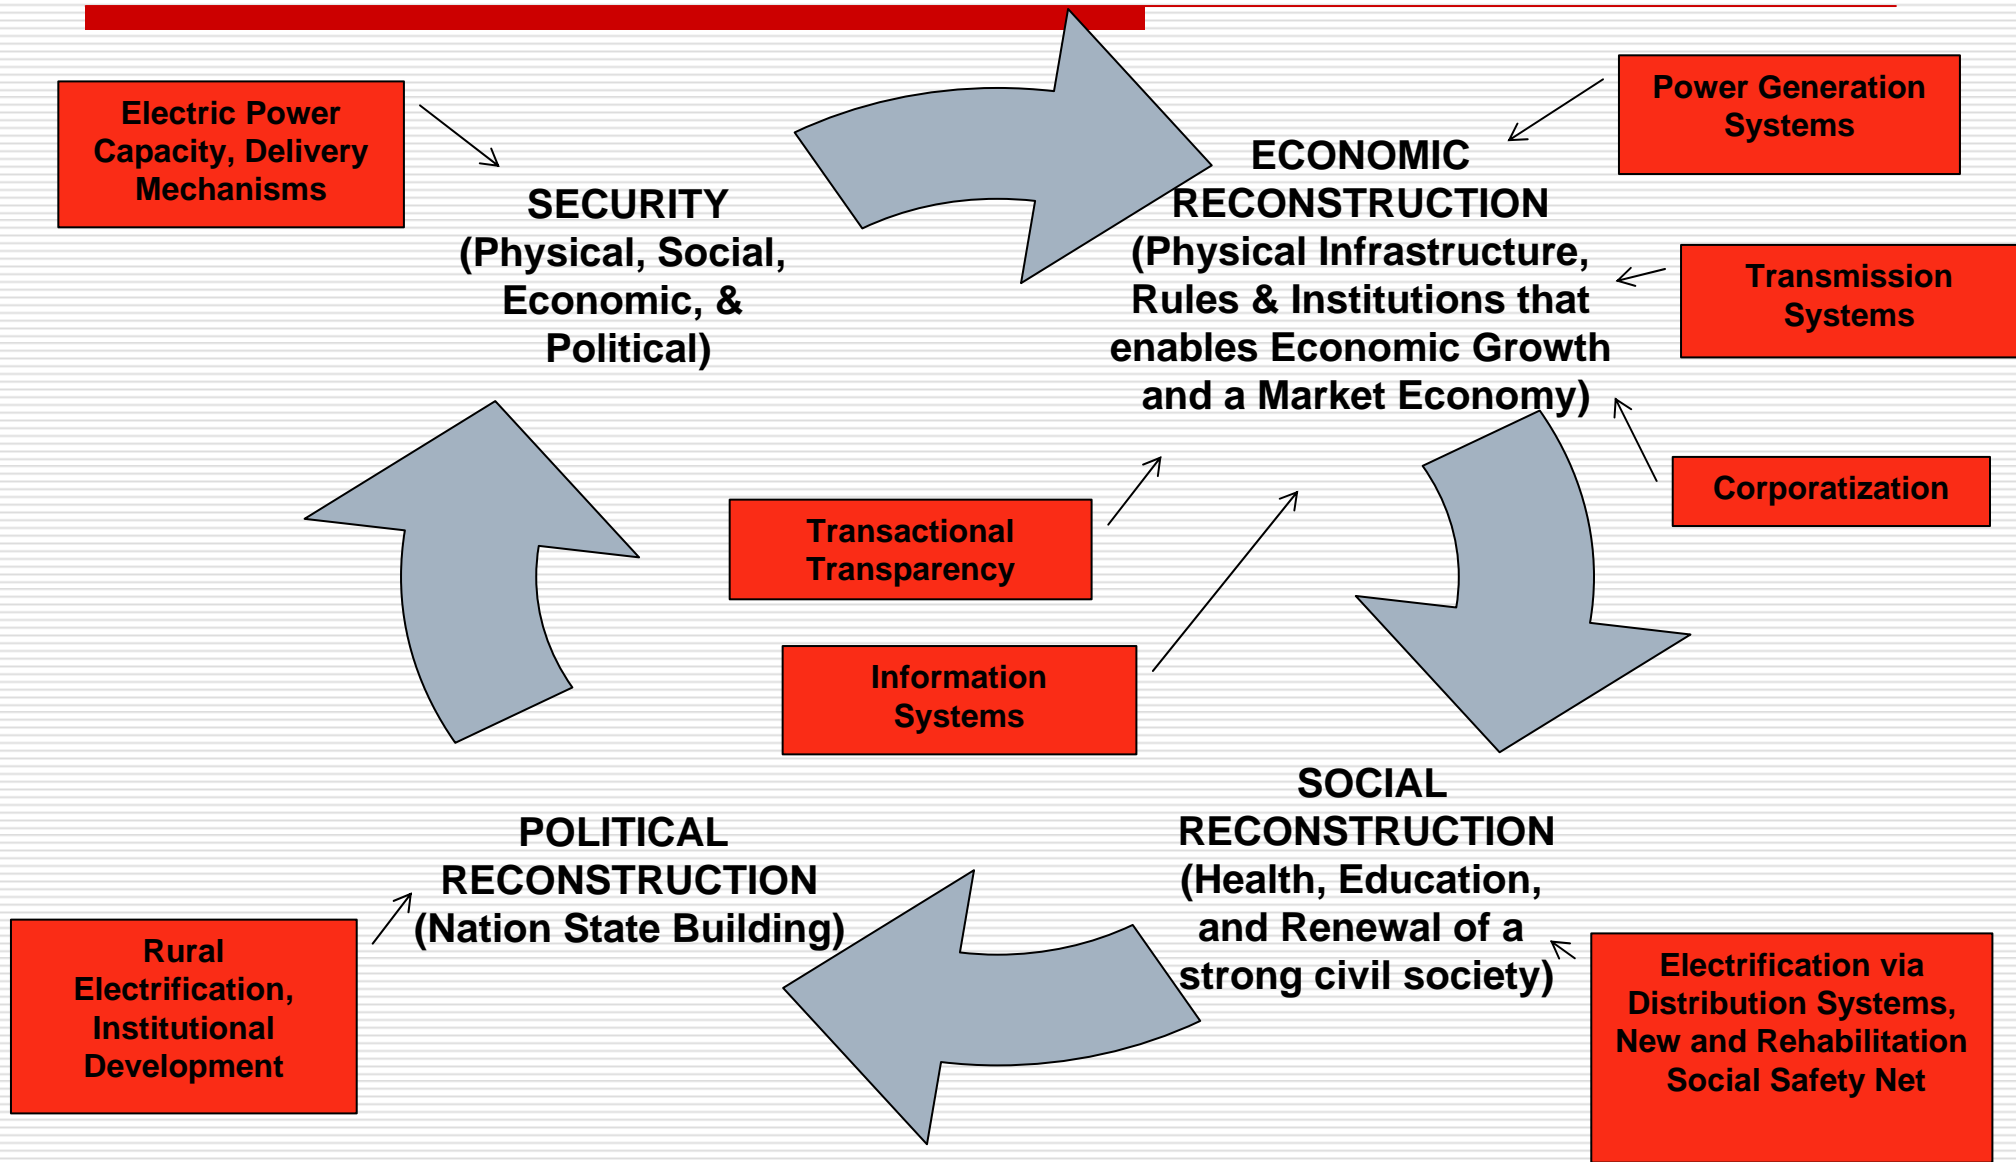 Electric Power
Capacity, Delivery
Mechanisms
SECURITY
(Physical, Social,
Economic, &
Political)
ECONOMIC
RECONSTRUCTION
(Physical Infrastructure,
Rules & Institutions that
enables Economic Growth
and a Market Economy)
Power Generation
Systems
Transmission
Systems
Corporatization
Transactional
Transparency
Information
Systems
SOCIAL
RECONSTRUCTION
(Health, Education,
and Renewal of a
strong civil society)
POLITICAL
RECONSTRUCTION
(Nation State Building)
Rural
Electrification,
Institutional
Development
Electrification via
Distribution Systems,
New and Rehabilitation
Social Safety Net